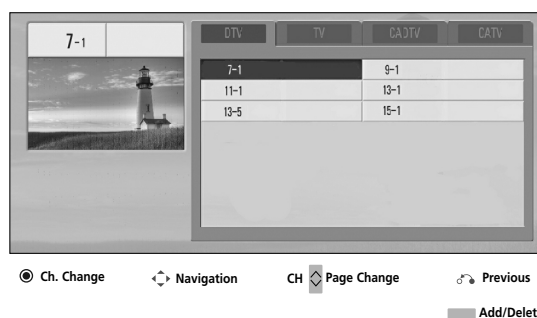 7-1
DTV TV CADTV CATV
7-1 9-1
11-1 13-1
13-5 15-1
Ch. Change Navigation CH Page Change Previous
Add/Delet